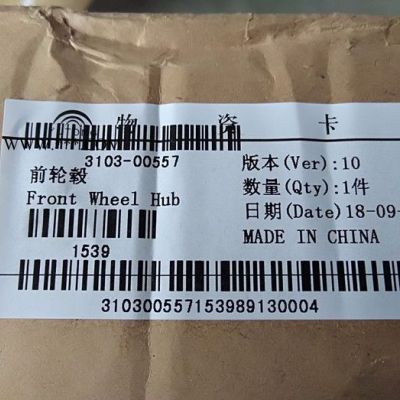 物资卡
3103-00557
版本(Ver):10
前轮毂
数量(Qty):1件
Front Wheel Hub
日期(Date)18-09-
1539
MADE IN CHINA
310300557153989130004